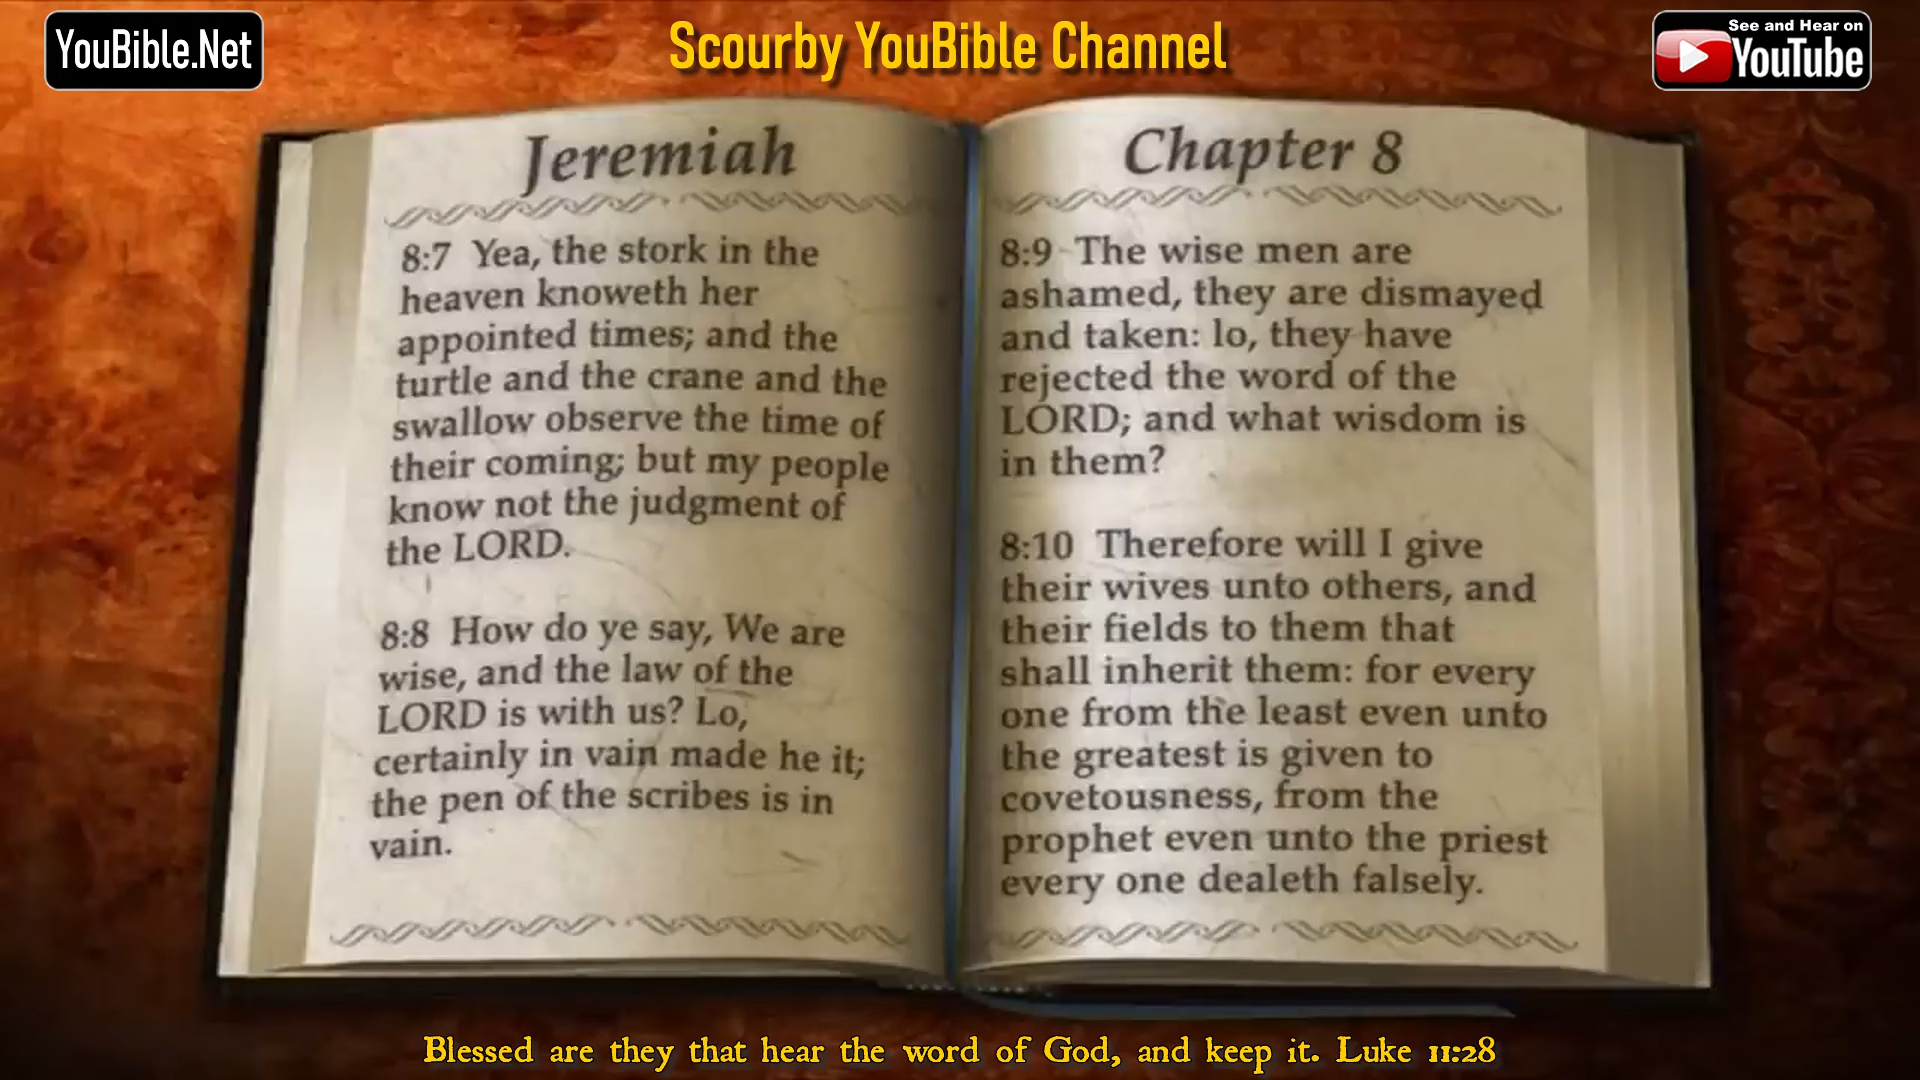 YouBible.Net
Scourby YouBible Channel
See and Hear on
YouTube
Jeremiah
8:7 Yea, the stork in the
heaven knoweth her
appointed times; and the
turtle and the crane and the
swallow observe the time of
their coming; but my people
know not the judgment of
the LORD.
8:8 How do ye say, We are
wise, and the law of the
LORD is with us? Lo,
certainly in vain made he it;
the pen of the scribes is in
vain.
Chapter 8
8:9 The wise men are
ashamed, they are dismayed
and taken: lo, they have
rejected the word of the
LORD; and what wisdom is
in them?
8:10 Therefore will I give
their wives unto others, and
their fields to them that
shall inherit them: for every
one from the least even unto
the greatest is given to
covetousness, from the
prophet even unto the priest
every one dealeth falsely.
Blessed are they that hear the word of God, and keep it. Luke 11:28